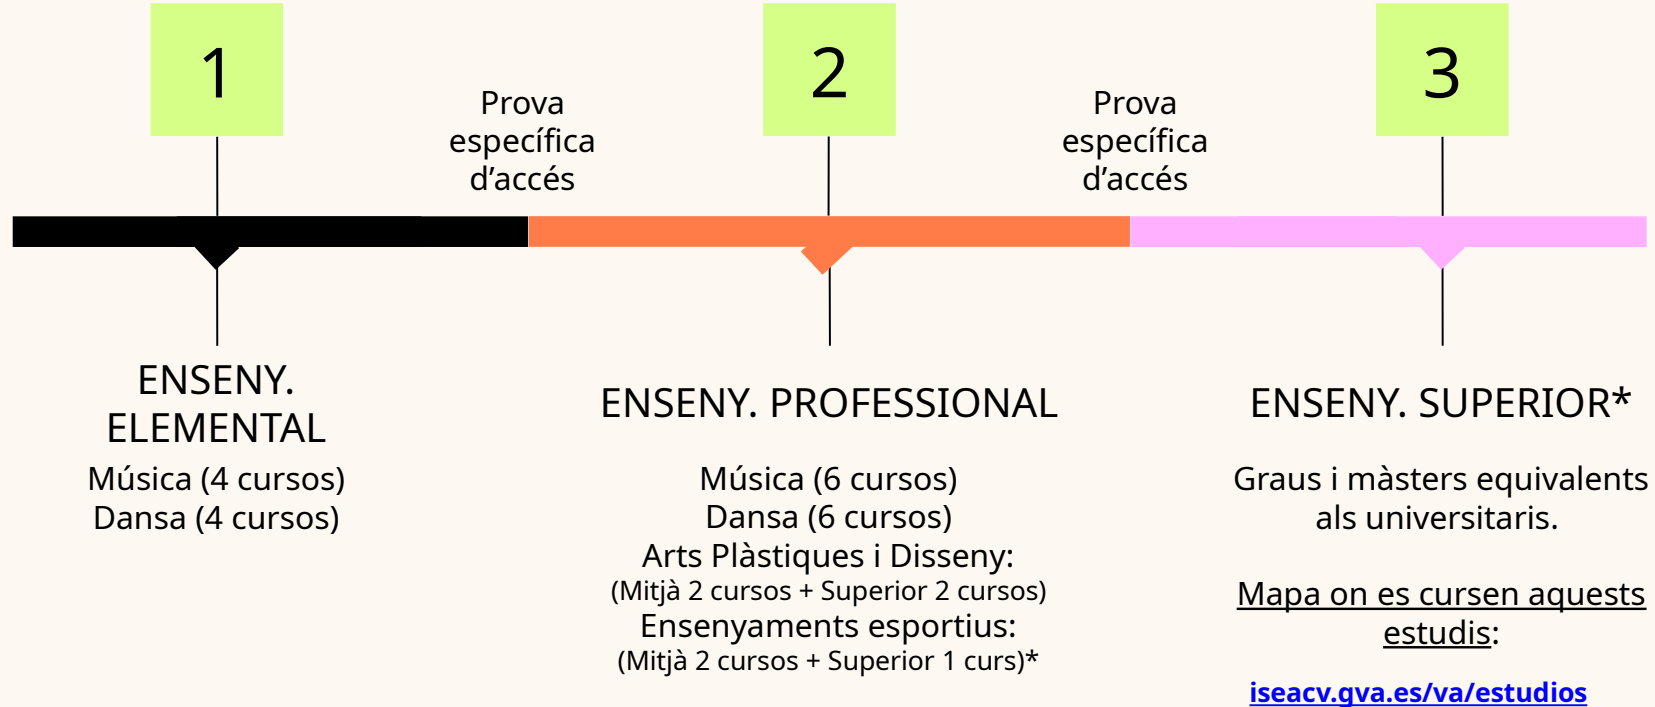 1
2
3
Prova
específica
d’accés
Prova
específica
d’accés
ENSENY.
ELEMENTAL
Música (4 cursos)
Dansa (4 cursos)
ENSENY. PROFESSIONAL
Música (6 cursos)
Dansa (6 cursos)
Arts Plàstiques i Disseny:
(Mitjà 2 cursos + Superior 2 cursos)
Ensenyaments esportius:
(Mitjà 2 cursos + Superior 1 curs)*
ENSENY. SUPERIOR*
Graus i màsters equivalents
als universitaris.
Mapa on es cursen aquests
estudis:
iseacv.gva.es/va/estudios